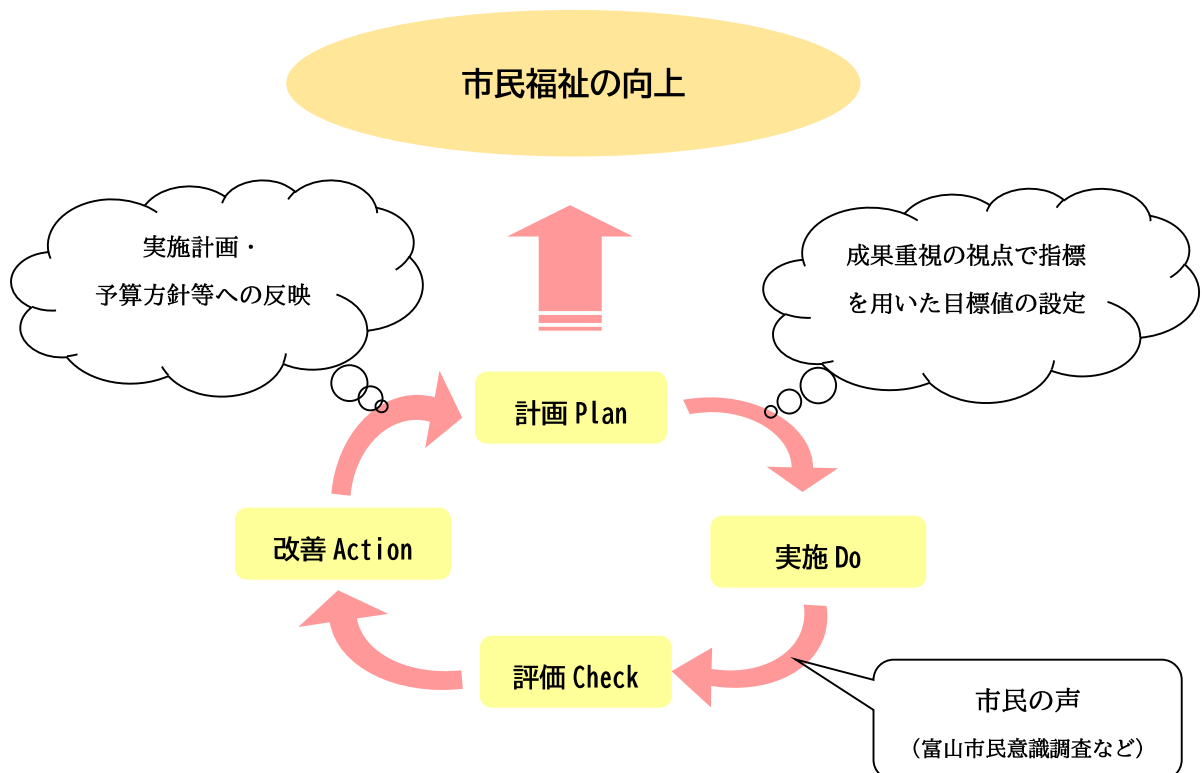 市民福祉の向上
実施計画・
予算方針等への反映
成果重視の視点で指標
を用いた目標値の設定
計画 Plan
改善 Action
実施 Do
評価 Check
市民の声
（富山市民意識調査など）